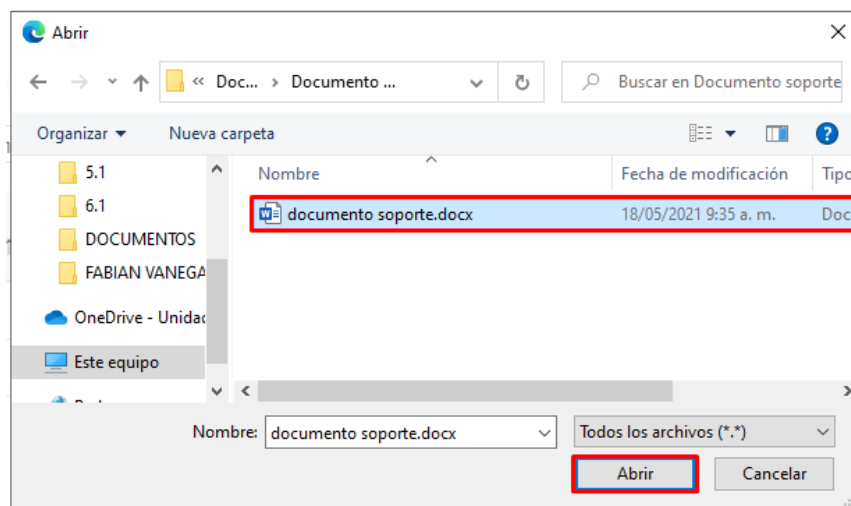 Abrir
« Doc... > Documento ...
Buscar en Documento soporte
Organizar
Nueva carpeta
Nombre
Fecha de modificación
Tipo
5.1
6.1
DOCUMENTOS
FABIAN VANEGA
OneDrive - Unidad
Este equipo
documento soporte.docx
18/05/2021 9:35 a. m.
Doc
Nombre: documento soporte.docx
Todos los archivos (*.*)
Abrir
Cancelar